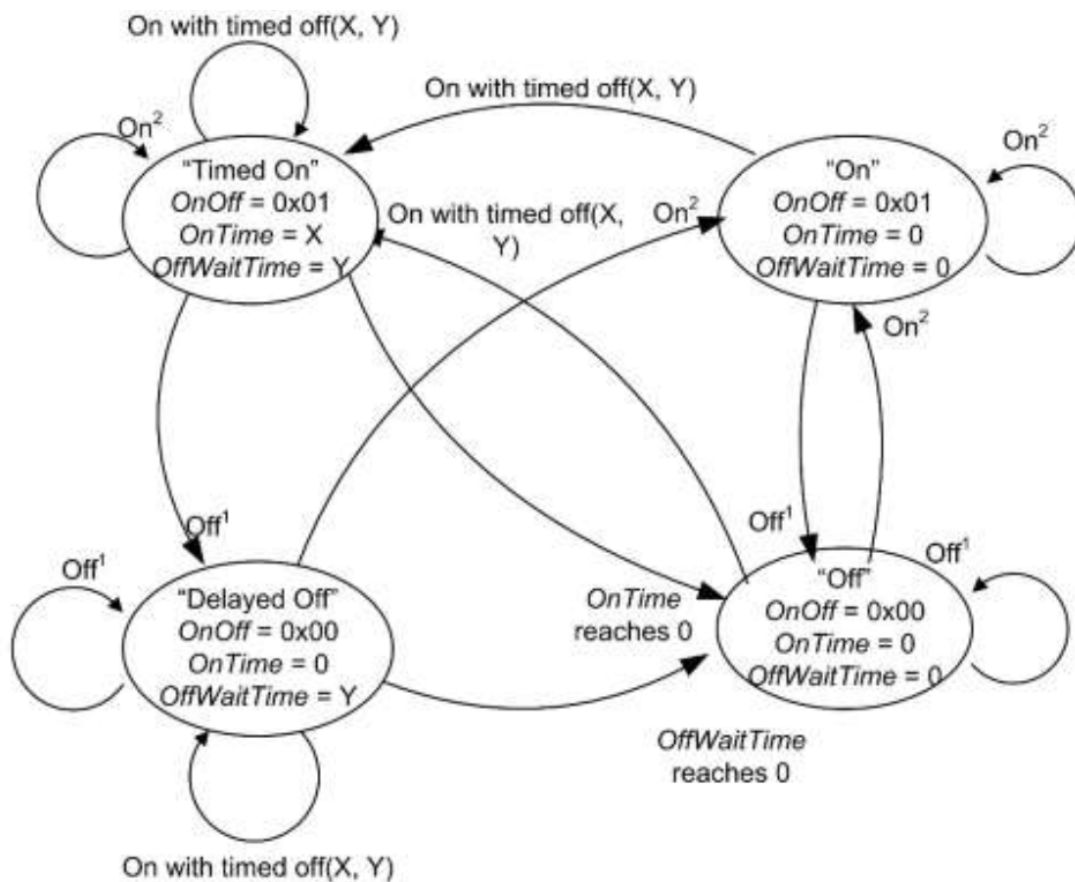 On with timed off(X, Y)
On with timed off(X, Y)
On²
On²
"Timed On"
OnOff = 0x01
OnTime = X
OffWaitTime = Y
"On"
OnOff = 0x01
OnTime = 0
OffWaitTime = 0
On with timed off(X,
Y)
On²
On²
Off¹
Off¹
Off¹
Off¹
"Delayed Off"
OnOff = 0x00
OnTime = 0
OffWaitTime = Y
OnTime
reaches 0
"Off"
OnOff = 0x00
OnTime = 0
OffWaitTime = 0
OffWaitTime
reaches 0
On with timed off(X, Y)